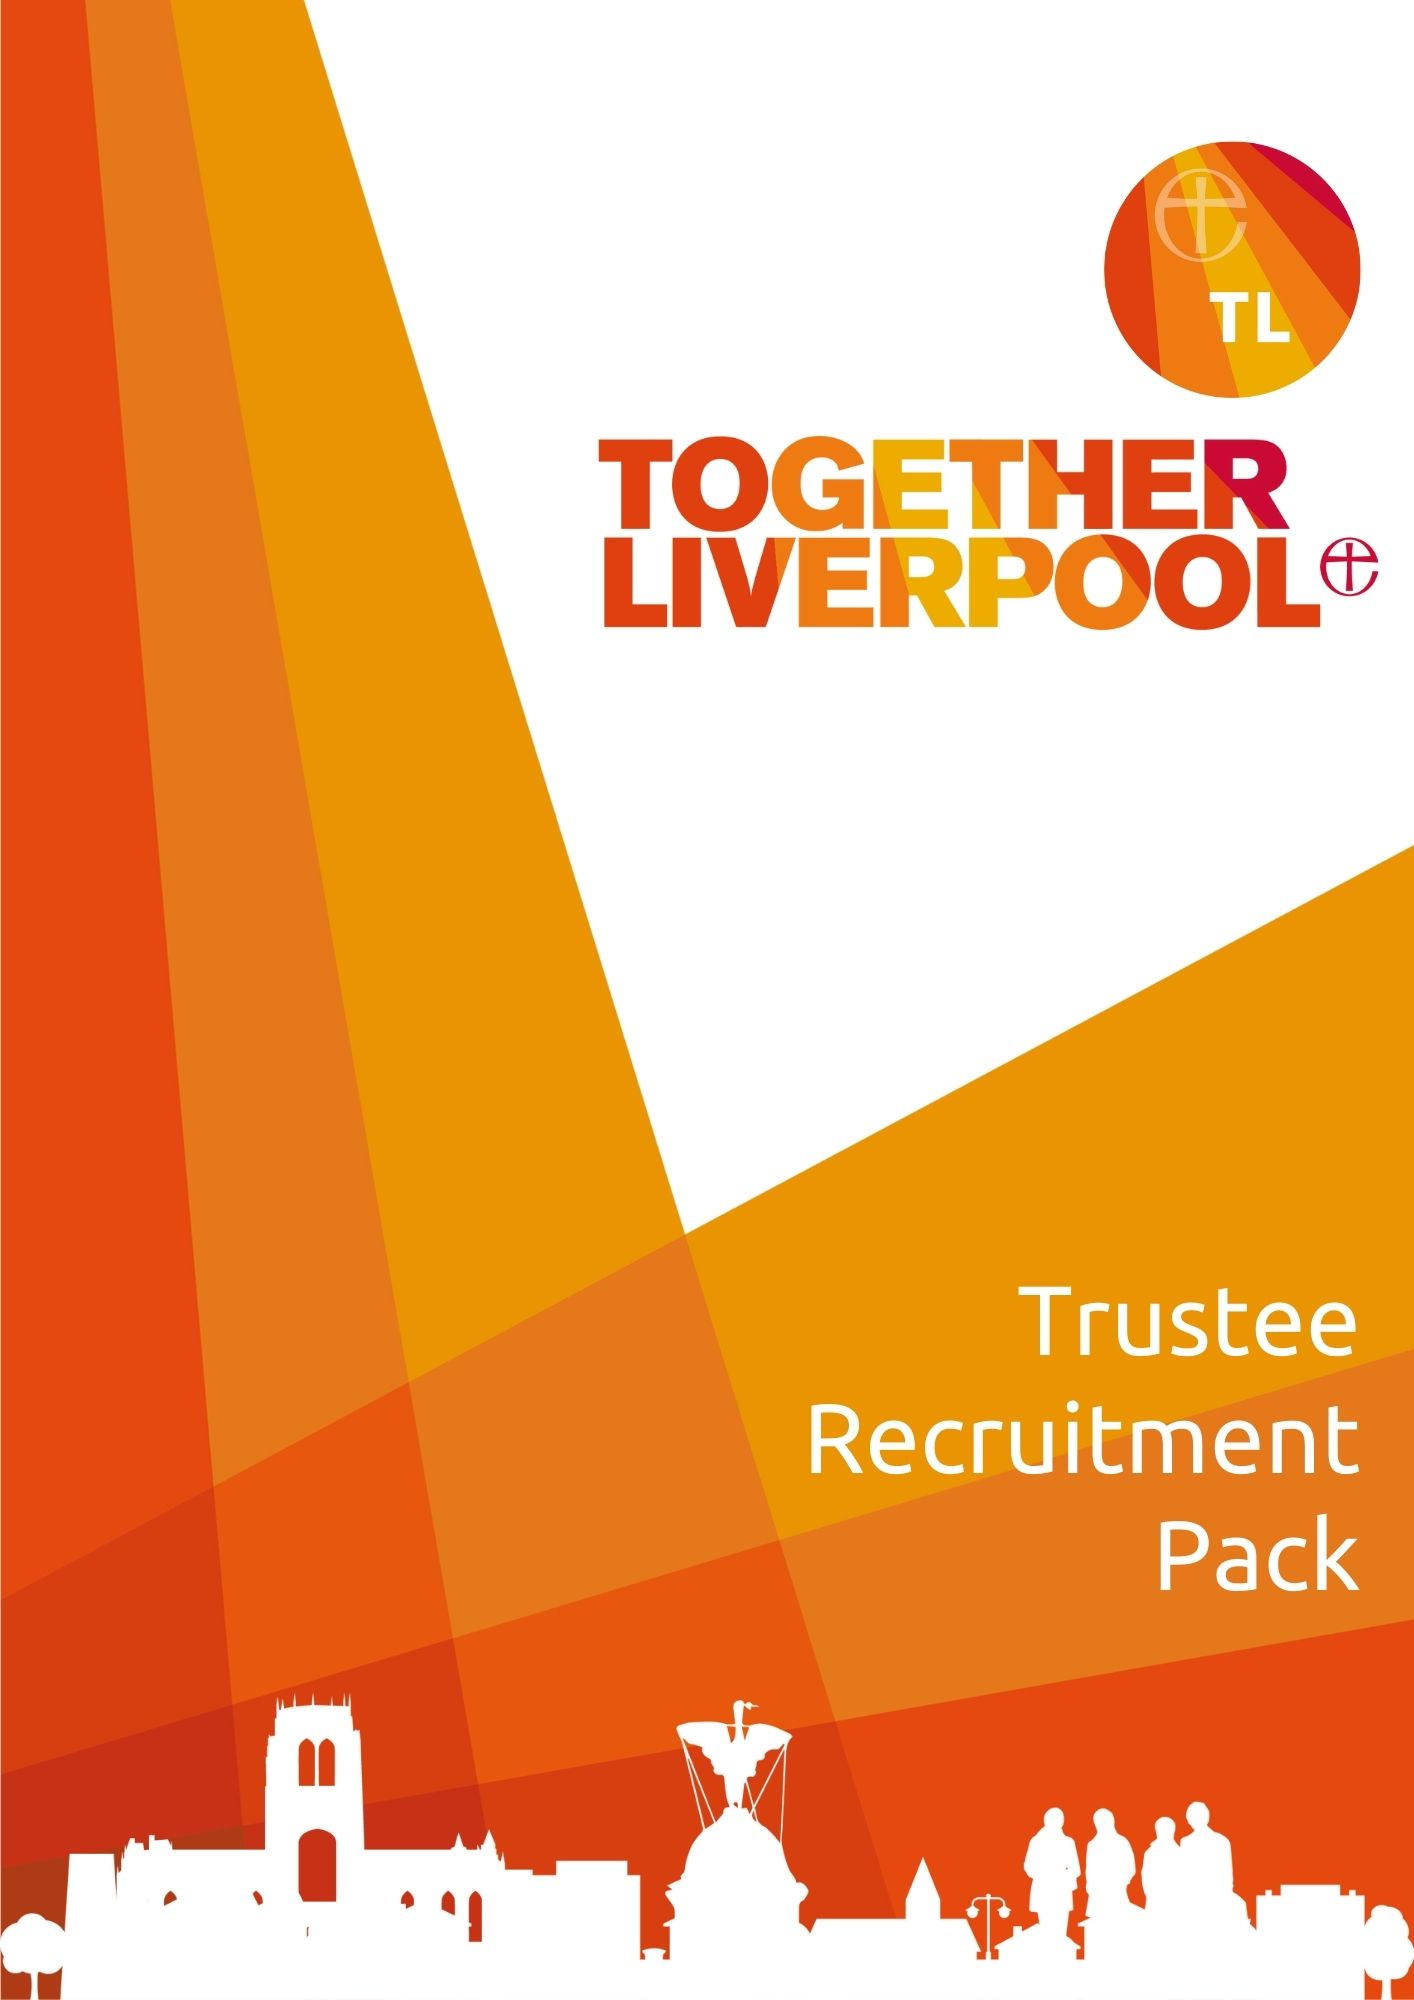 TL
TOGETHER
LIVERPOOL
Trustee
Recruitment
Pack